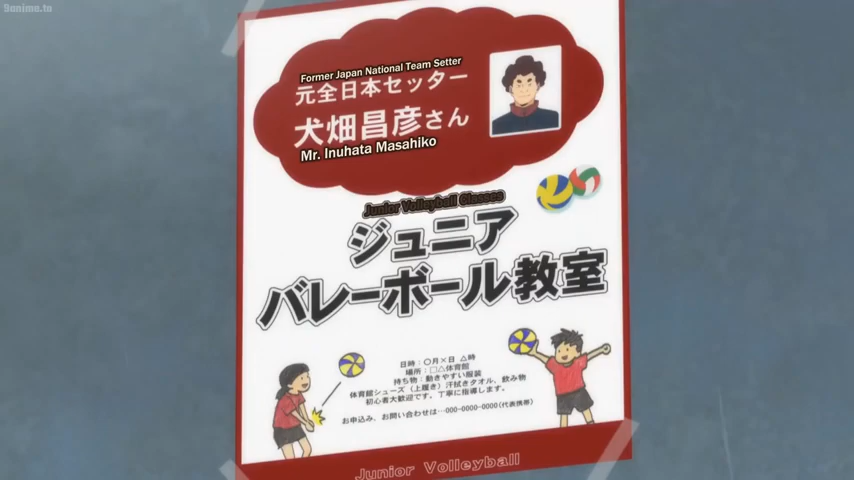 9anime.to
Former Japan National Team Setter
元全日本セッター
犬畑昌彦さん
Mr. Inuhata Masahiko
Junior Volleyball Classes
ジュニア
バレーボール教室
日時：〇月×日 △時
場所：□△体育館
持ち物：動きやすい服装
体育館シューズ（上履き）汗拭きタオル、飲み物
初心者大歓迎です。丁寧に指導します。
お申込み、お問い合わせは…000-0000-0000（代表携帯）
Junior Volleyball